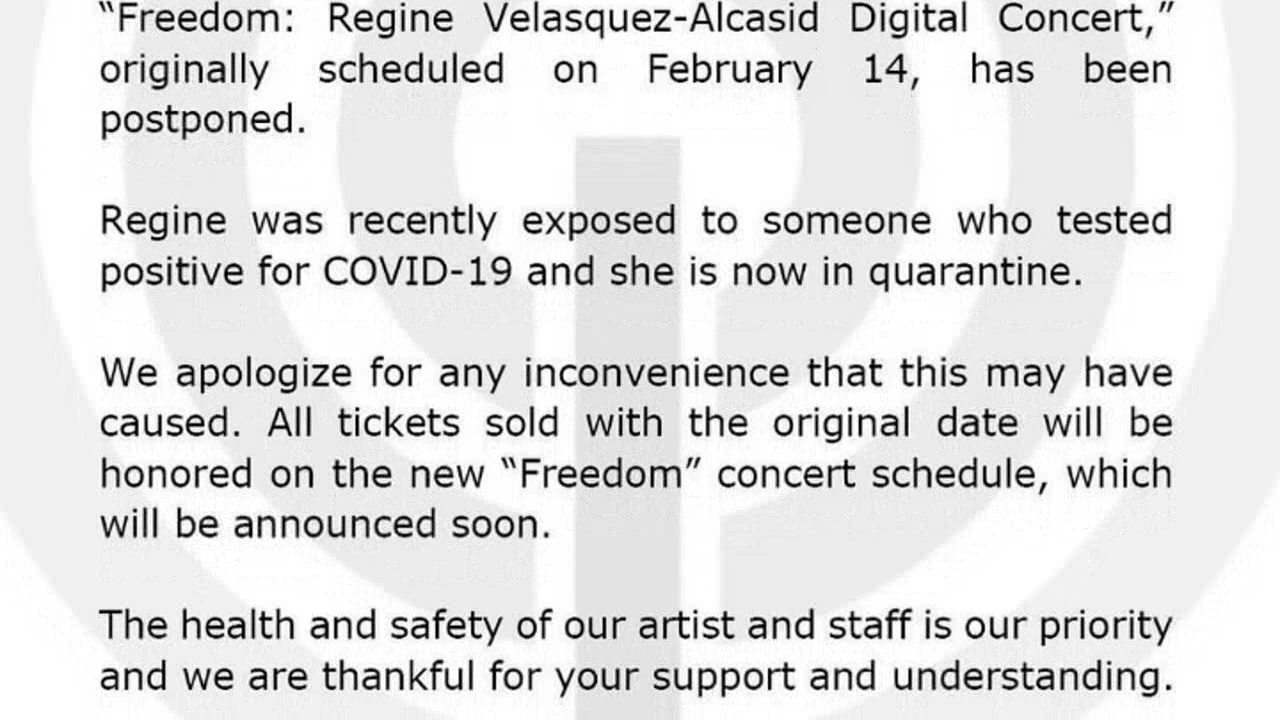 “Freedom: Regine Velasquez-Alcasid Digital Concert,”
originally scheduled on February 14, has been
postponed.
Regine was recently exposed to someone who tested
positive for COVID-19 and she is now in quarantine.
We apologize for any inconvenience that this may have
caused. All tickets sold with the original date will be
honored on the new “Freedom” concert schedule, which
will be announced soon.
The health and safety of our artist and staff is our priority
and we are thankful for your support and understanding.